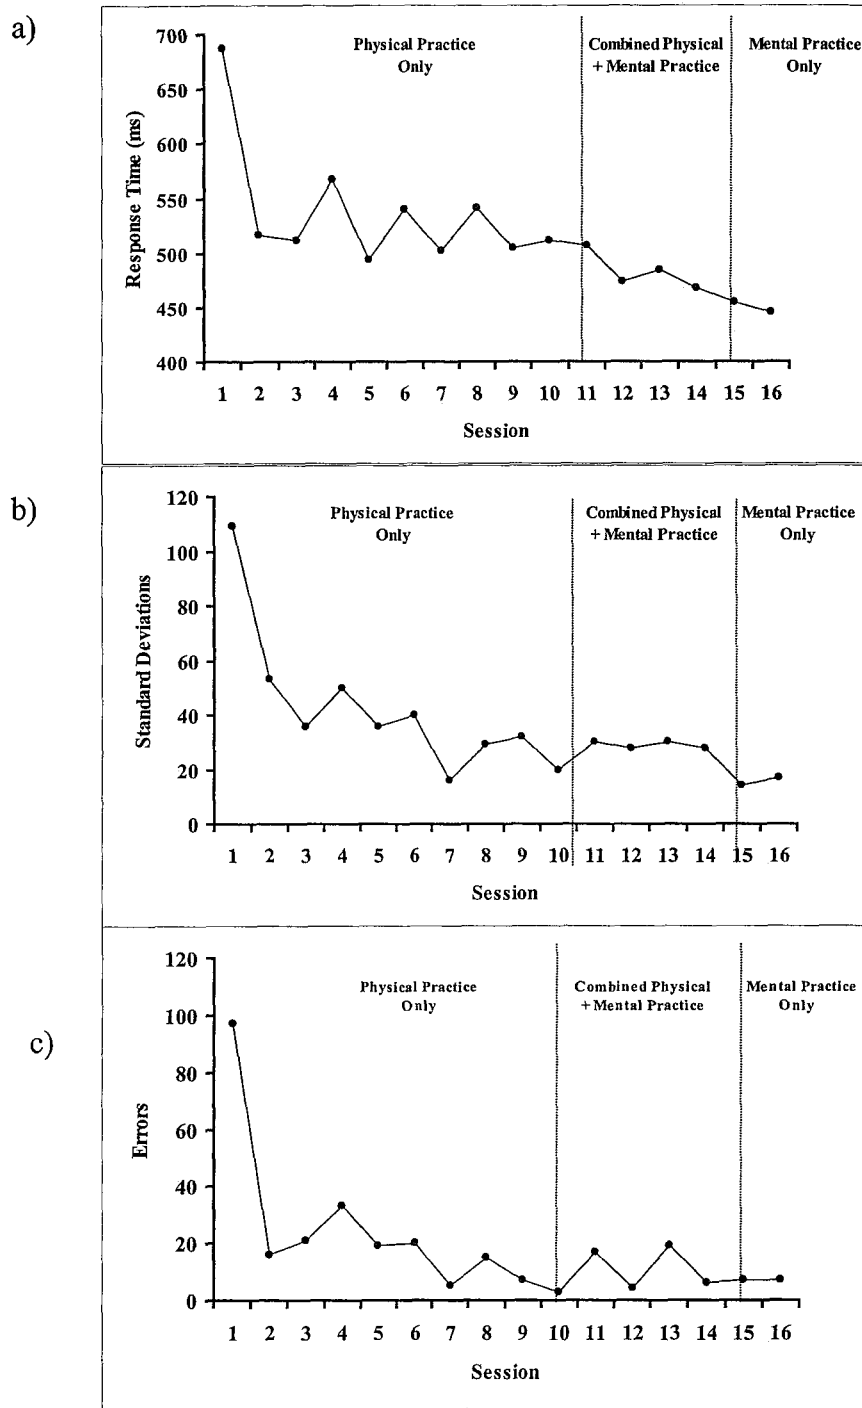 a)
Physical Practice
Only
Combined Physical
+ Mental Practice
Mental Practice
Only
Response Time (ms)
700
650
600
550
500
450
400
1 2 3 4 5 6 7 8 9 10 11 12 13 14 15 16
Session
b)
Physical Practice
Only
Combined Physical
+ Mental Practice
Mental Practice
Only
Standard Deviations
120
100
80
60
40
20
0
1 2 3 4 5 6 7 8 9 10 11 12 13 14 15 16
Session
c)
Physical Practice
Only
Combined Physical
+ Mental Practice
Mental Practice
Only
Errors
120
100
80
60
40
20
0
1 2 3 4 5 6 7 8 9 10 11 12 13 14 15 16
Session